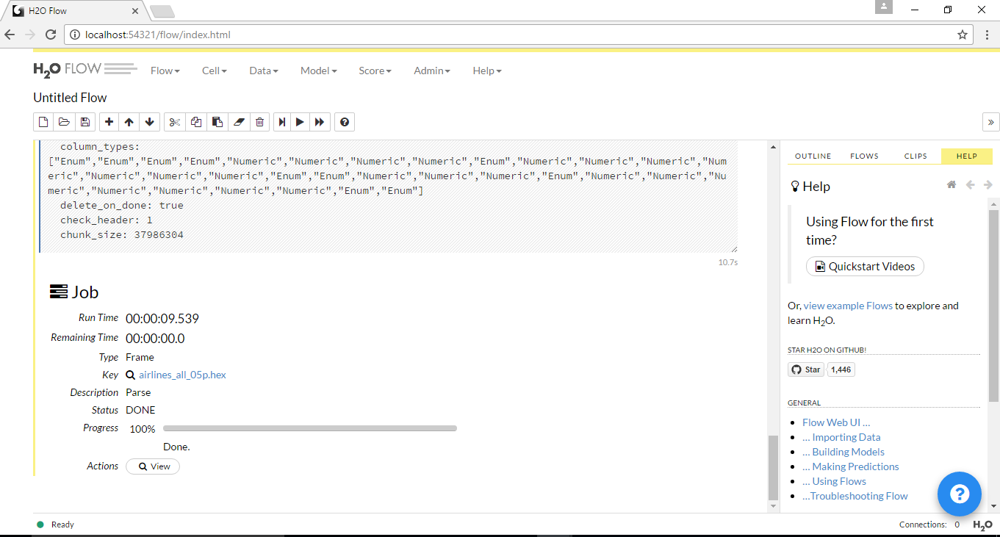 H2O Flow
localhost:54321/flow/index.html
H2O FLOW Flow Cell Data Model Score Admin Help
Untitled Flow
column_types:
["Enum","Enum","Enum","Enum","Numeric","Numeric","Numeric","Numeric","Enum","Numeric","Numeric","Numeric","Num
eric","Numeric","Numeric","Numeric","Enum","Enum","Numeric","Numeric","Numeric","Enum","Numeric","Numeric","Nu
meric","Numeric","Numeric","Numeric","Numeric","Enum","Enum"]
delete_on_done: true
check_header: 1
chunk_size: 37986304
10.7s
Job
Run Time 00:00:09.539
Remaining Time 00:00:00.0
Type Frame
Key airlines_all_05p.hex
Description Parse
Status DONE
Progress 100%
Done.
Actions View
OUTLINE FLOWS CLIPS HELP
Help
Using Flow for the first
time?
Quickstart Videos
Or, view example Flows to explore and
learn H2O.
STAR H2O ON GITHUB!
Star 1,446
GENERAL
Flow Web UI ...
... Importing Data
... Building Models
... Making Predictions
... Using Flows
...Troubleshooting Flow
Ready
Connections: 0 H2O